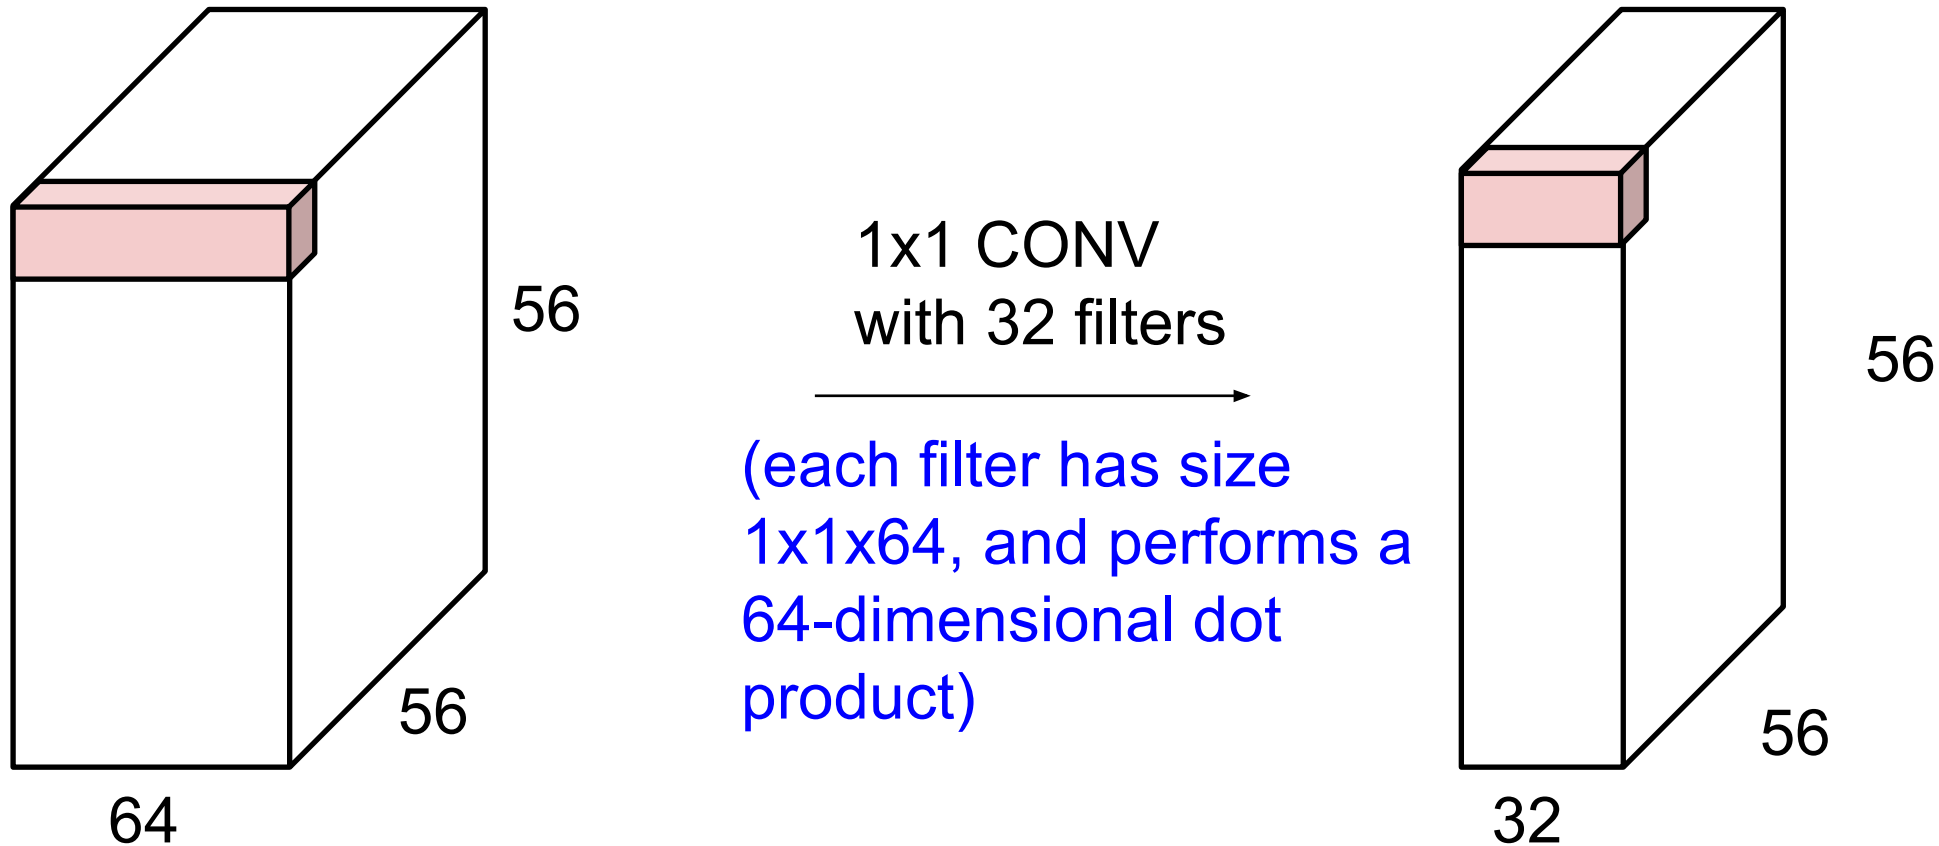 56
56
64
1x1 CONV
with 32 filters
(each filter has size
1x1x64, and performs a
64-dimensional dot
product)
56
56
32